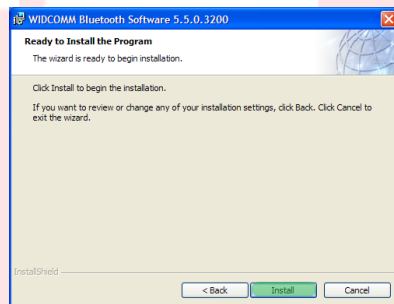 WIDCOMM Bluetooth Software 5.5.0.3200
Ready to Install the Program
The wizard is ready to begin installation.
Click Install to begin the installation.
If you want to review or change any of your installation settings, click Back. Click Cancel to
exit the wizard.
InstallShield
< Back Install Cancel